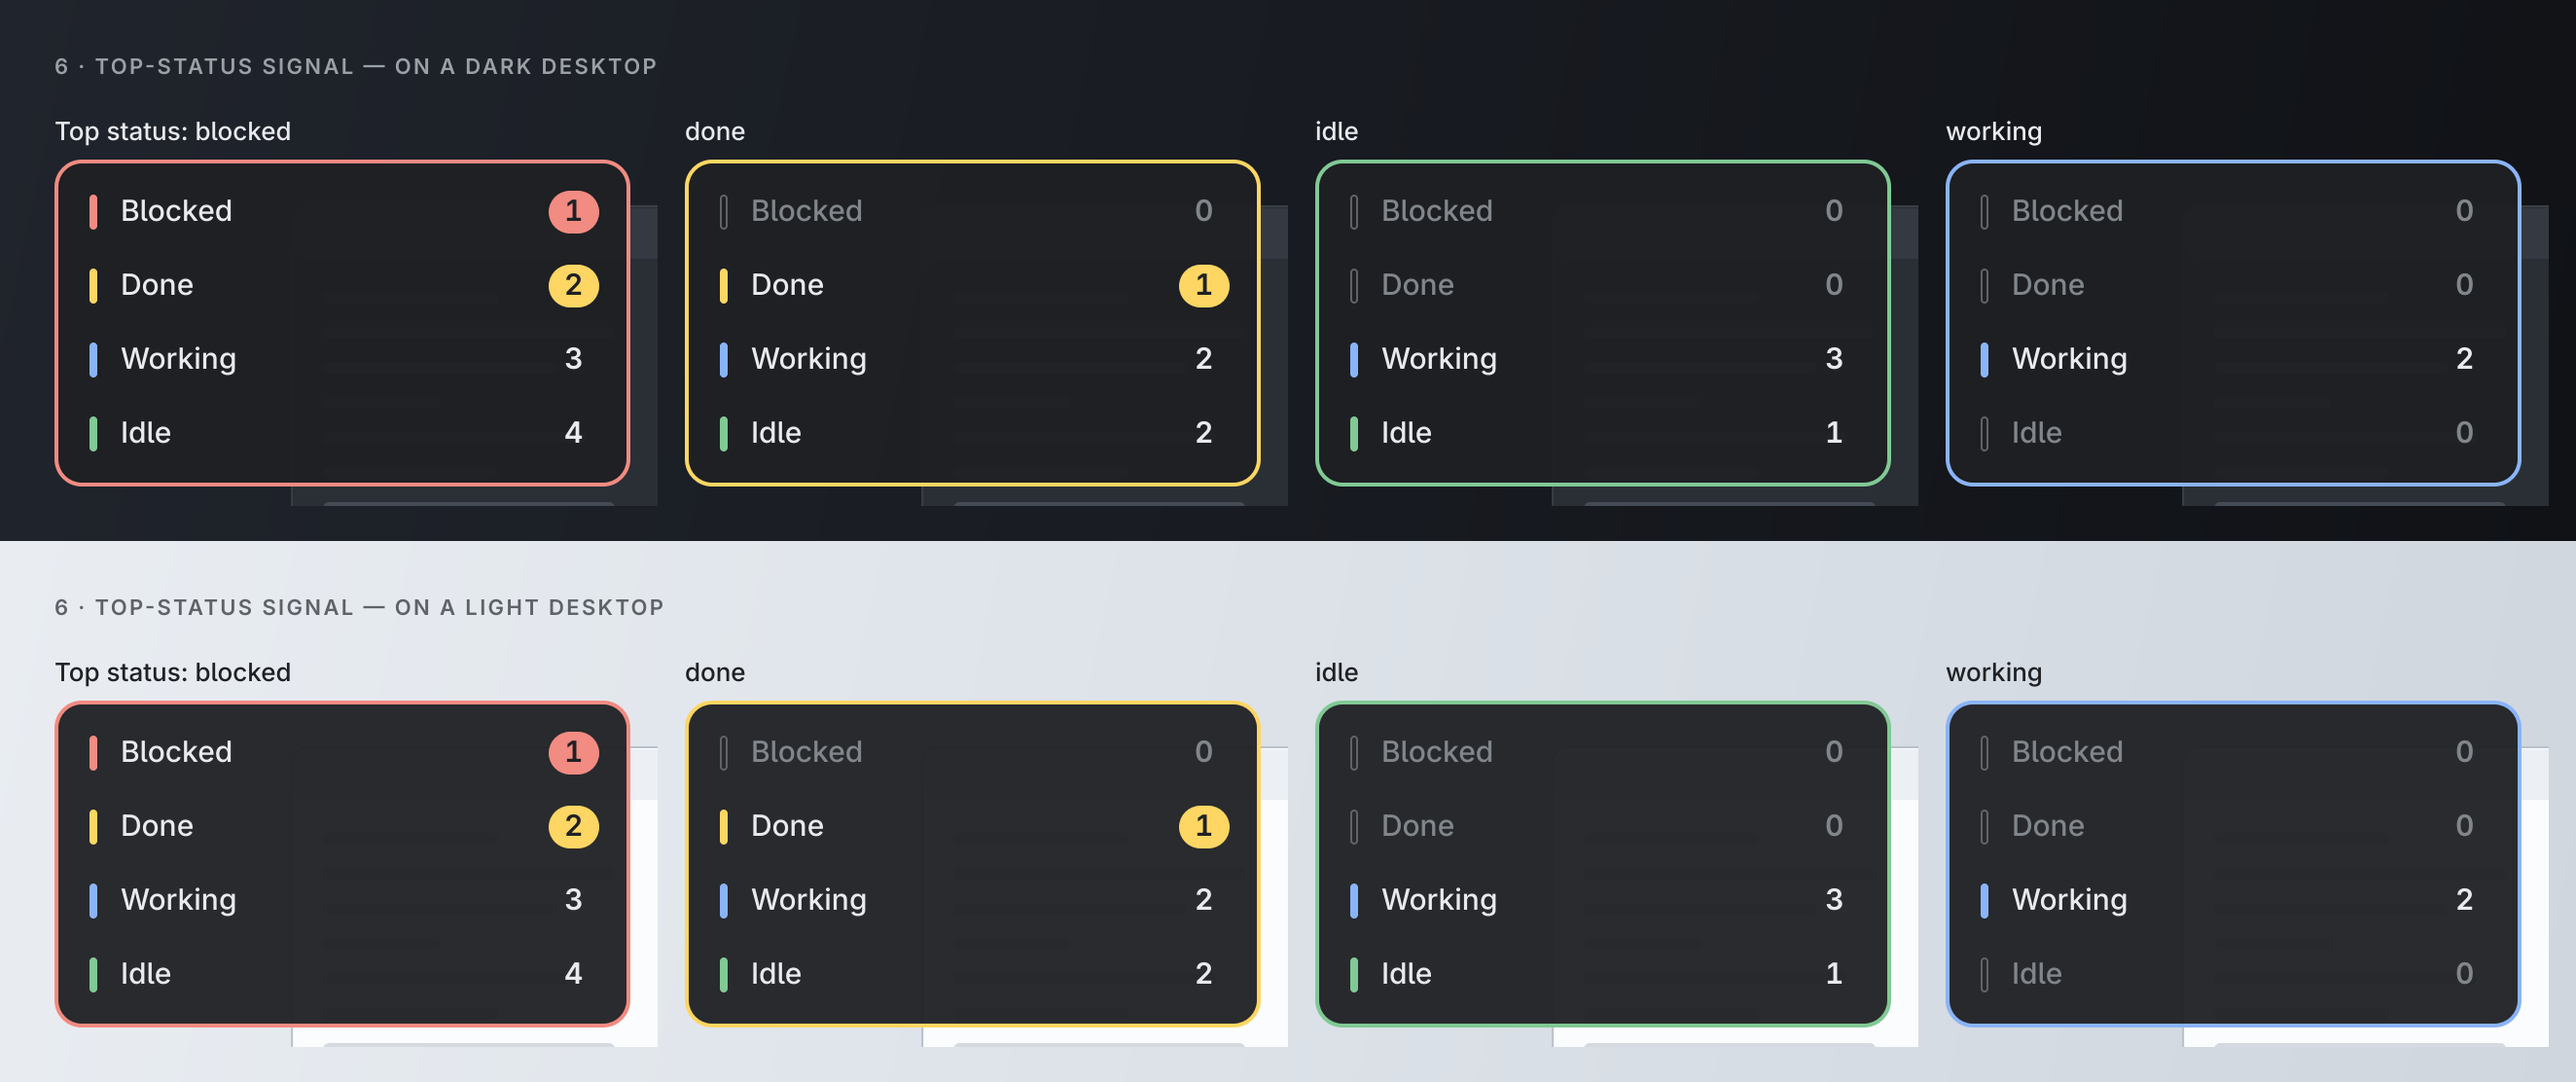 6 · TOP-STATUS SIGNAL — ON A DARK DESKTOP
Top status: blocked
Blocked 1
Done 2
Working 3
Idle 4
done
Blocked 0
Done 1
Working 2
Idle 2
idle
Blocked 0
Done 0
Working 3
Idle 1
working
Blocked 0
Done 0
Working 2
Idle 0
6 · TOP-STATUS SIGNAL — ON A LIGHT DESKTOP
Top status: blocked
Blocked 1
Done 2
Working 3
Idle 4
done
Blocked 0
Done 1
Working 2
Idle 2
idle
Blocked 0
Done 0
Working 3
Idle 1
working
Blocked 0
Done 0
Working 2
Idle 0